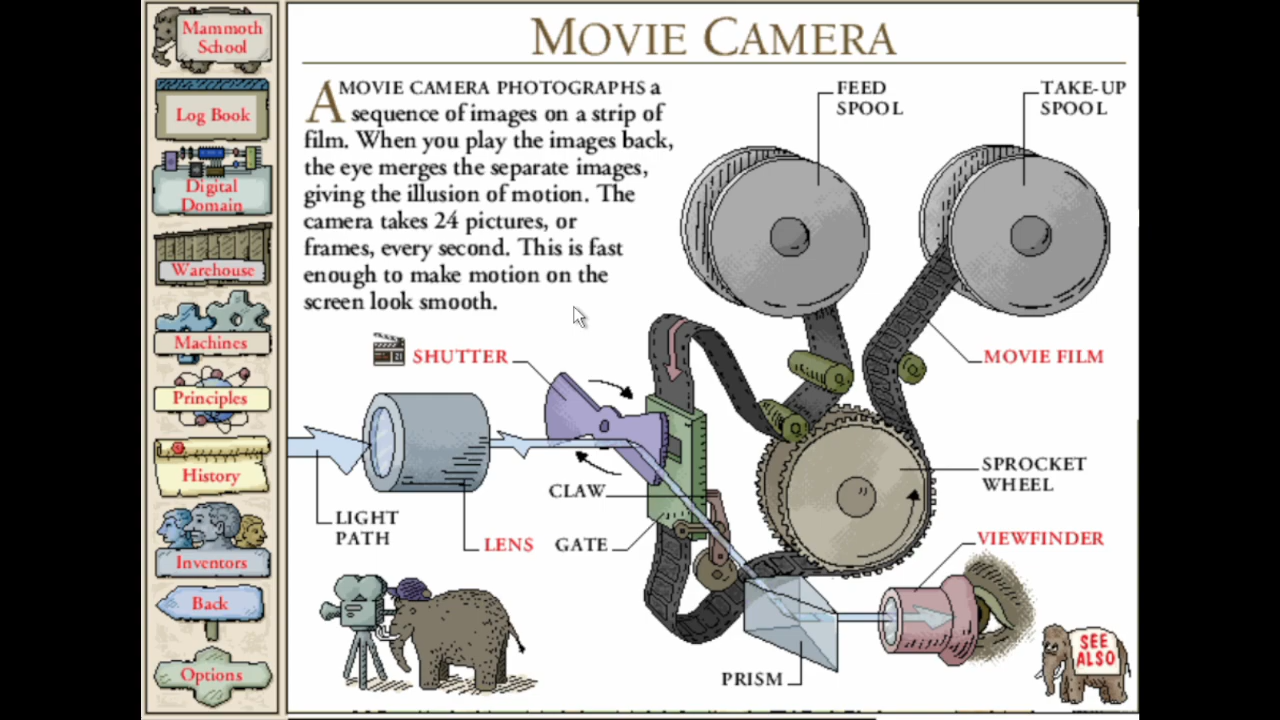 Mammoth
School
Log Book
Digital
Domain
Warehouse
Machines
Principles
History
Inventors
Back
Options
MOVIE CAMERA
A MOVIE CAMERA PHOTOGRAPHS a
sequence of images on a strip of
film. When you play the images back,
the eye merges the separate images,
giving the illusion of motion. The
camera takes 24 pictures, or
frames, every second. This is fast
enough to make motion on the
screen look smooth.
FEED
SPOOL
TAKE-UP
SPOOL
SHUTTER
MOVIE FILM
CLAW
SPROCKET
WHEEL
LIGHT
PATH
LENS
GATE
VIEWFINDER
PRISM
SEE
ALSO